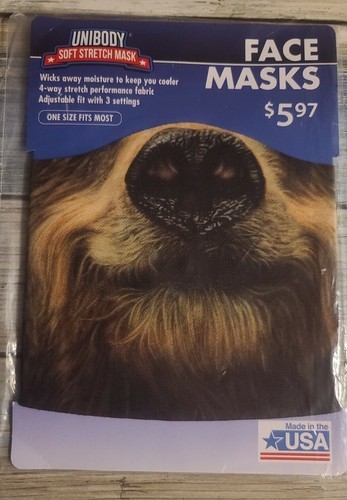 UNIBODY®
SOFT STRETCH MASK
Wicks away moisture to keep you cooler
4-way stretch performance fabric
Adjustable fit with 3 settings
ONE SIZE FITS MOST
FACE
MASKS
$5.97
Made in the
USA